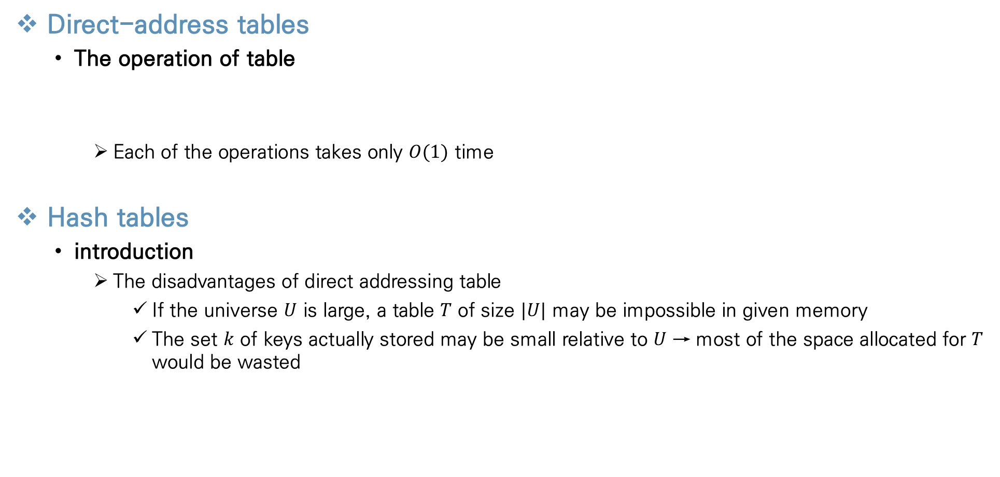 ❖ Direct-address tables
• The operation of table
➢ Each of the operations takes only O(1) time
❖ Hash tables
• introduction
➢ The disadvantages of direct addressing table
✓ If the universe U is large, a table T of size |U| may be impossible in given memory
✓ The set k of keys actually stored may be small relative to U → most of the space allocated for T
would be wasted